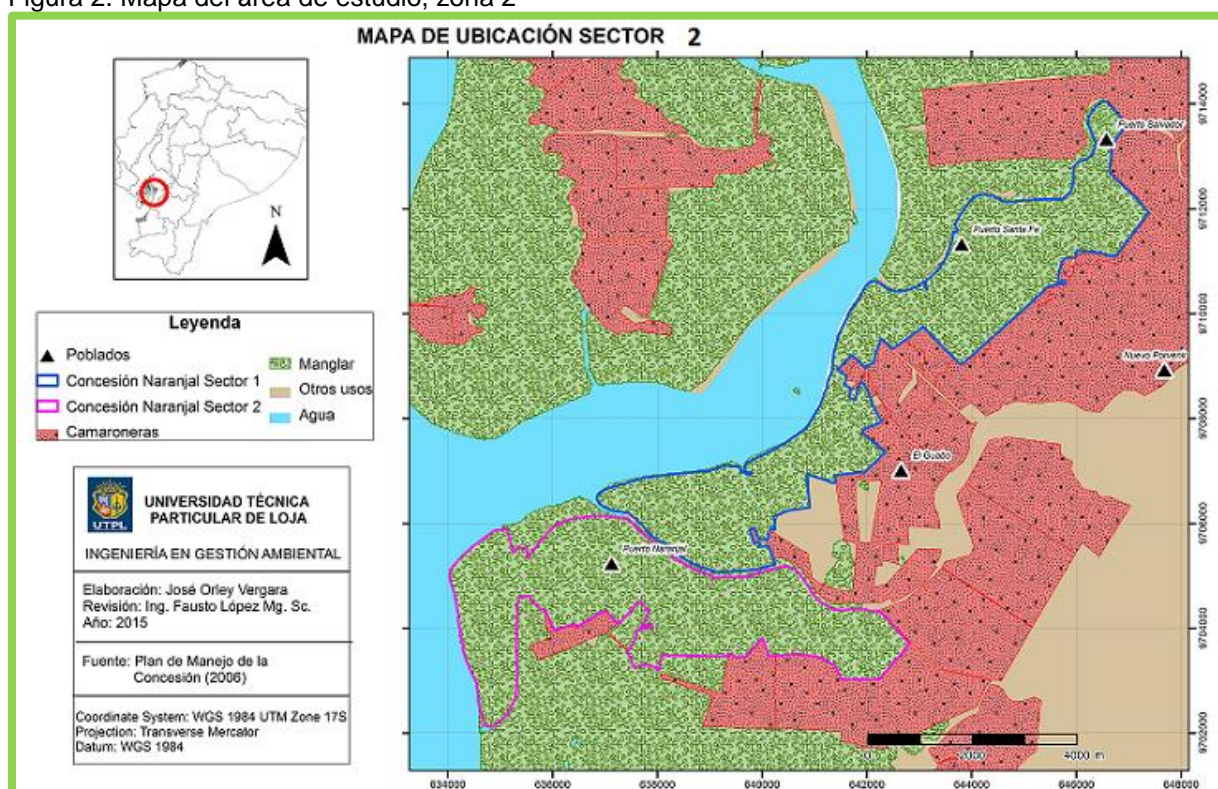 Figura 2. Mapa del área de estudio, zona 2
MAPA DE UBICACIÓN SECTOR 2
N
Leyenda
Poblados
Concesión Naranjal Sector 1
Concesión Naranjal Sector 2
Camaroneras
Manglar
Otros usos
Agua
UTPL
UNIVERSIDAD TÉCNICA
PARTICULAR DE LOJA
INGENIERÍA EN GESTIÓN AMBIENTAL
Elaboración: José Orley Vergara
Revisión: Ing. Fausto López Mg. Sc.
Año: 2015
Fuente: Plan de Manejo de la
Concesión (2006)
Coordinate System: WGS 1984 UTM Zone 17S
Projection: Transverse Mercator
Datum: WGS 1984
Puerto Salvador
Puerto Santa Fe
Nuevo Porvenir
El Guabo
Puerto Naranjal
9714000
9712000
9710000
9708000
9706000
9704000
9702000
0 2000 4000 m
634000 636000 638000 640000 642000 644000 646000 648000